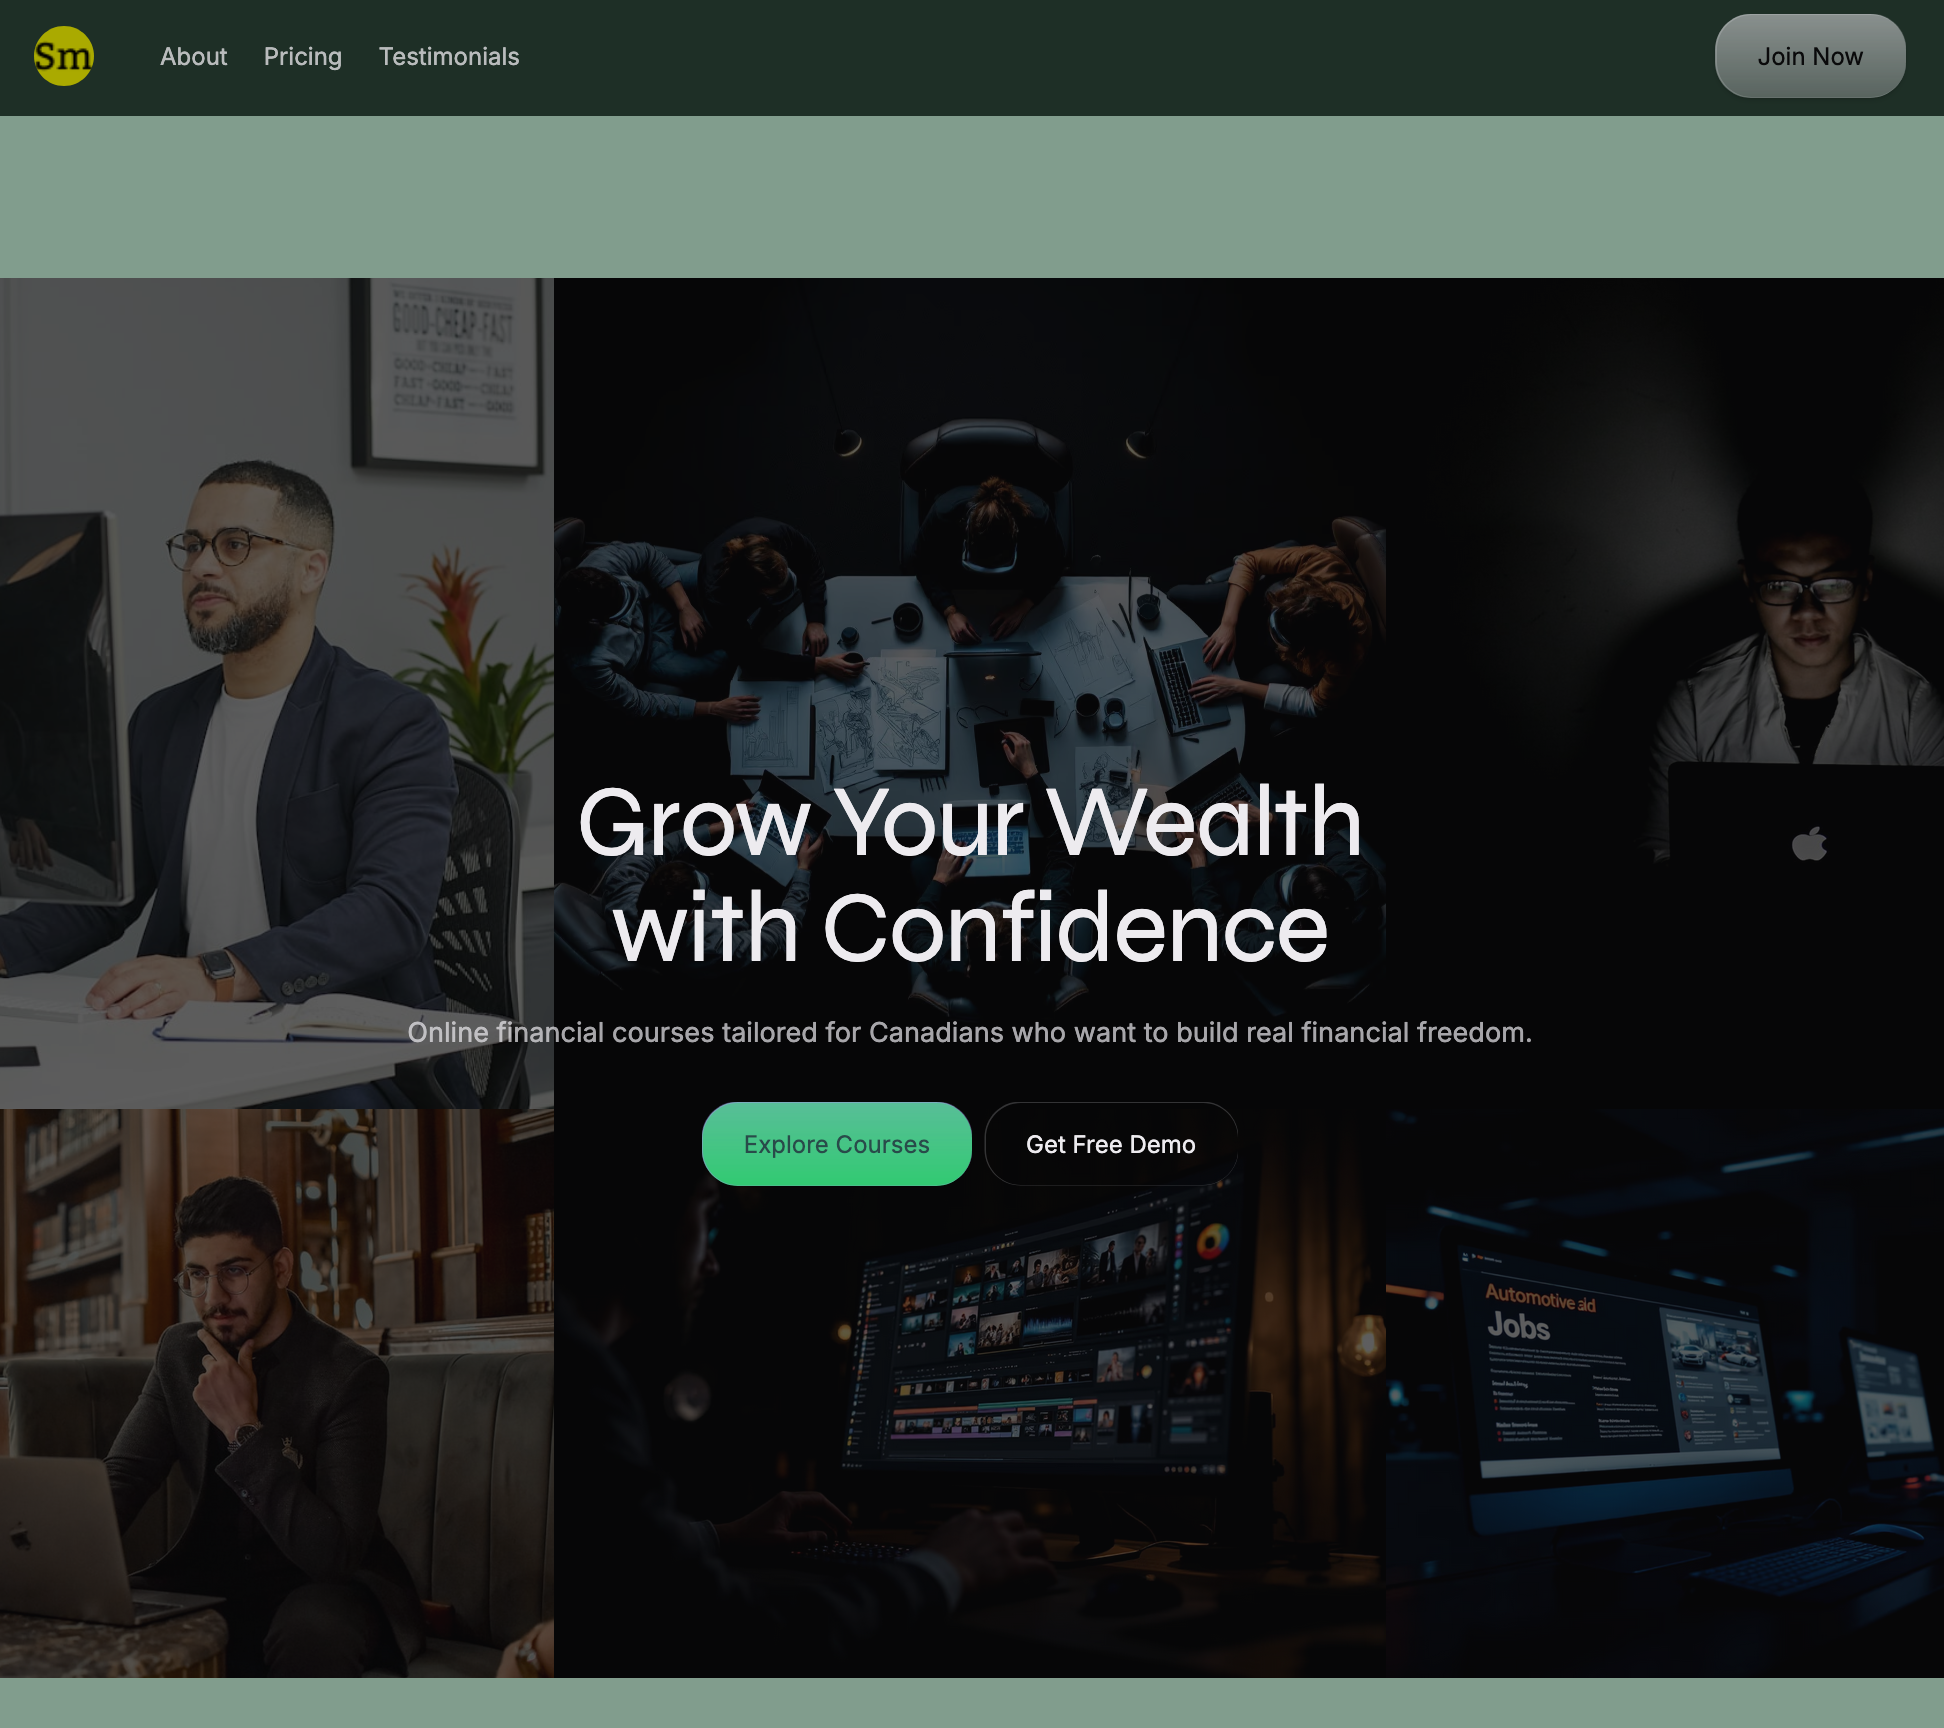 Sm
About Pricing Testimonials
Join Now
GOOD-CHEAP-FAST
GOOD-CHEAP—FAST
FAST-GOOD—CHEAP
CHEAP-FAST—GOOD
Grow Your Wealth
with Confidence
Online financial courses tailored for Canadians who want to build real financial freedom.
Explore Courses
Get Free Demo
Automotive aid
Jobs